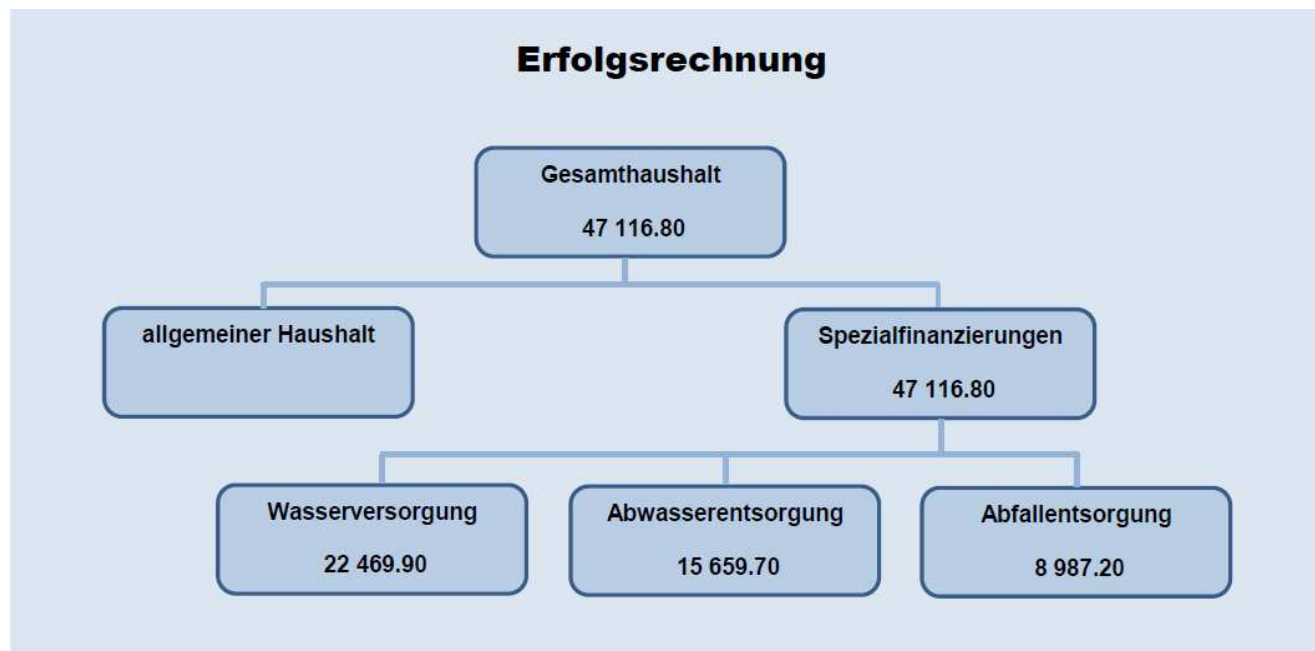 Erfolgsrechnung
Gesamthaushalt
47 116.80
allgemeiner Haushalt
Spezialfinanzierungen
47 116.80
Wasserversorgung
22 469.90
Abwasserentsorgung
15 659.70
Abfallentsorgung
8 987.20